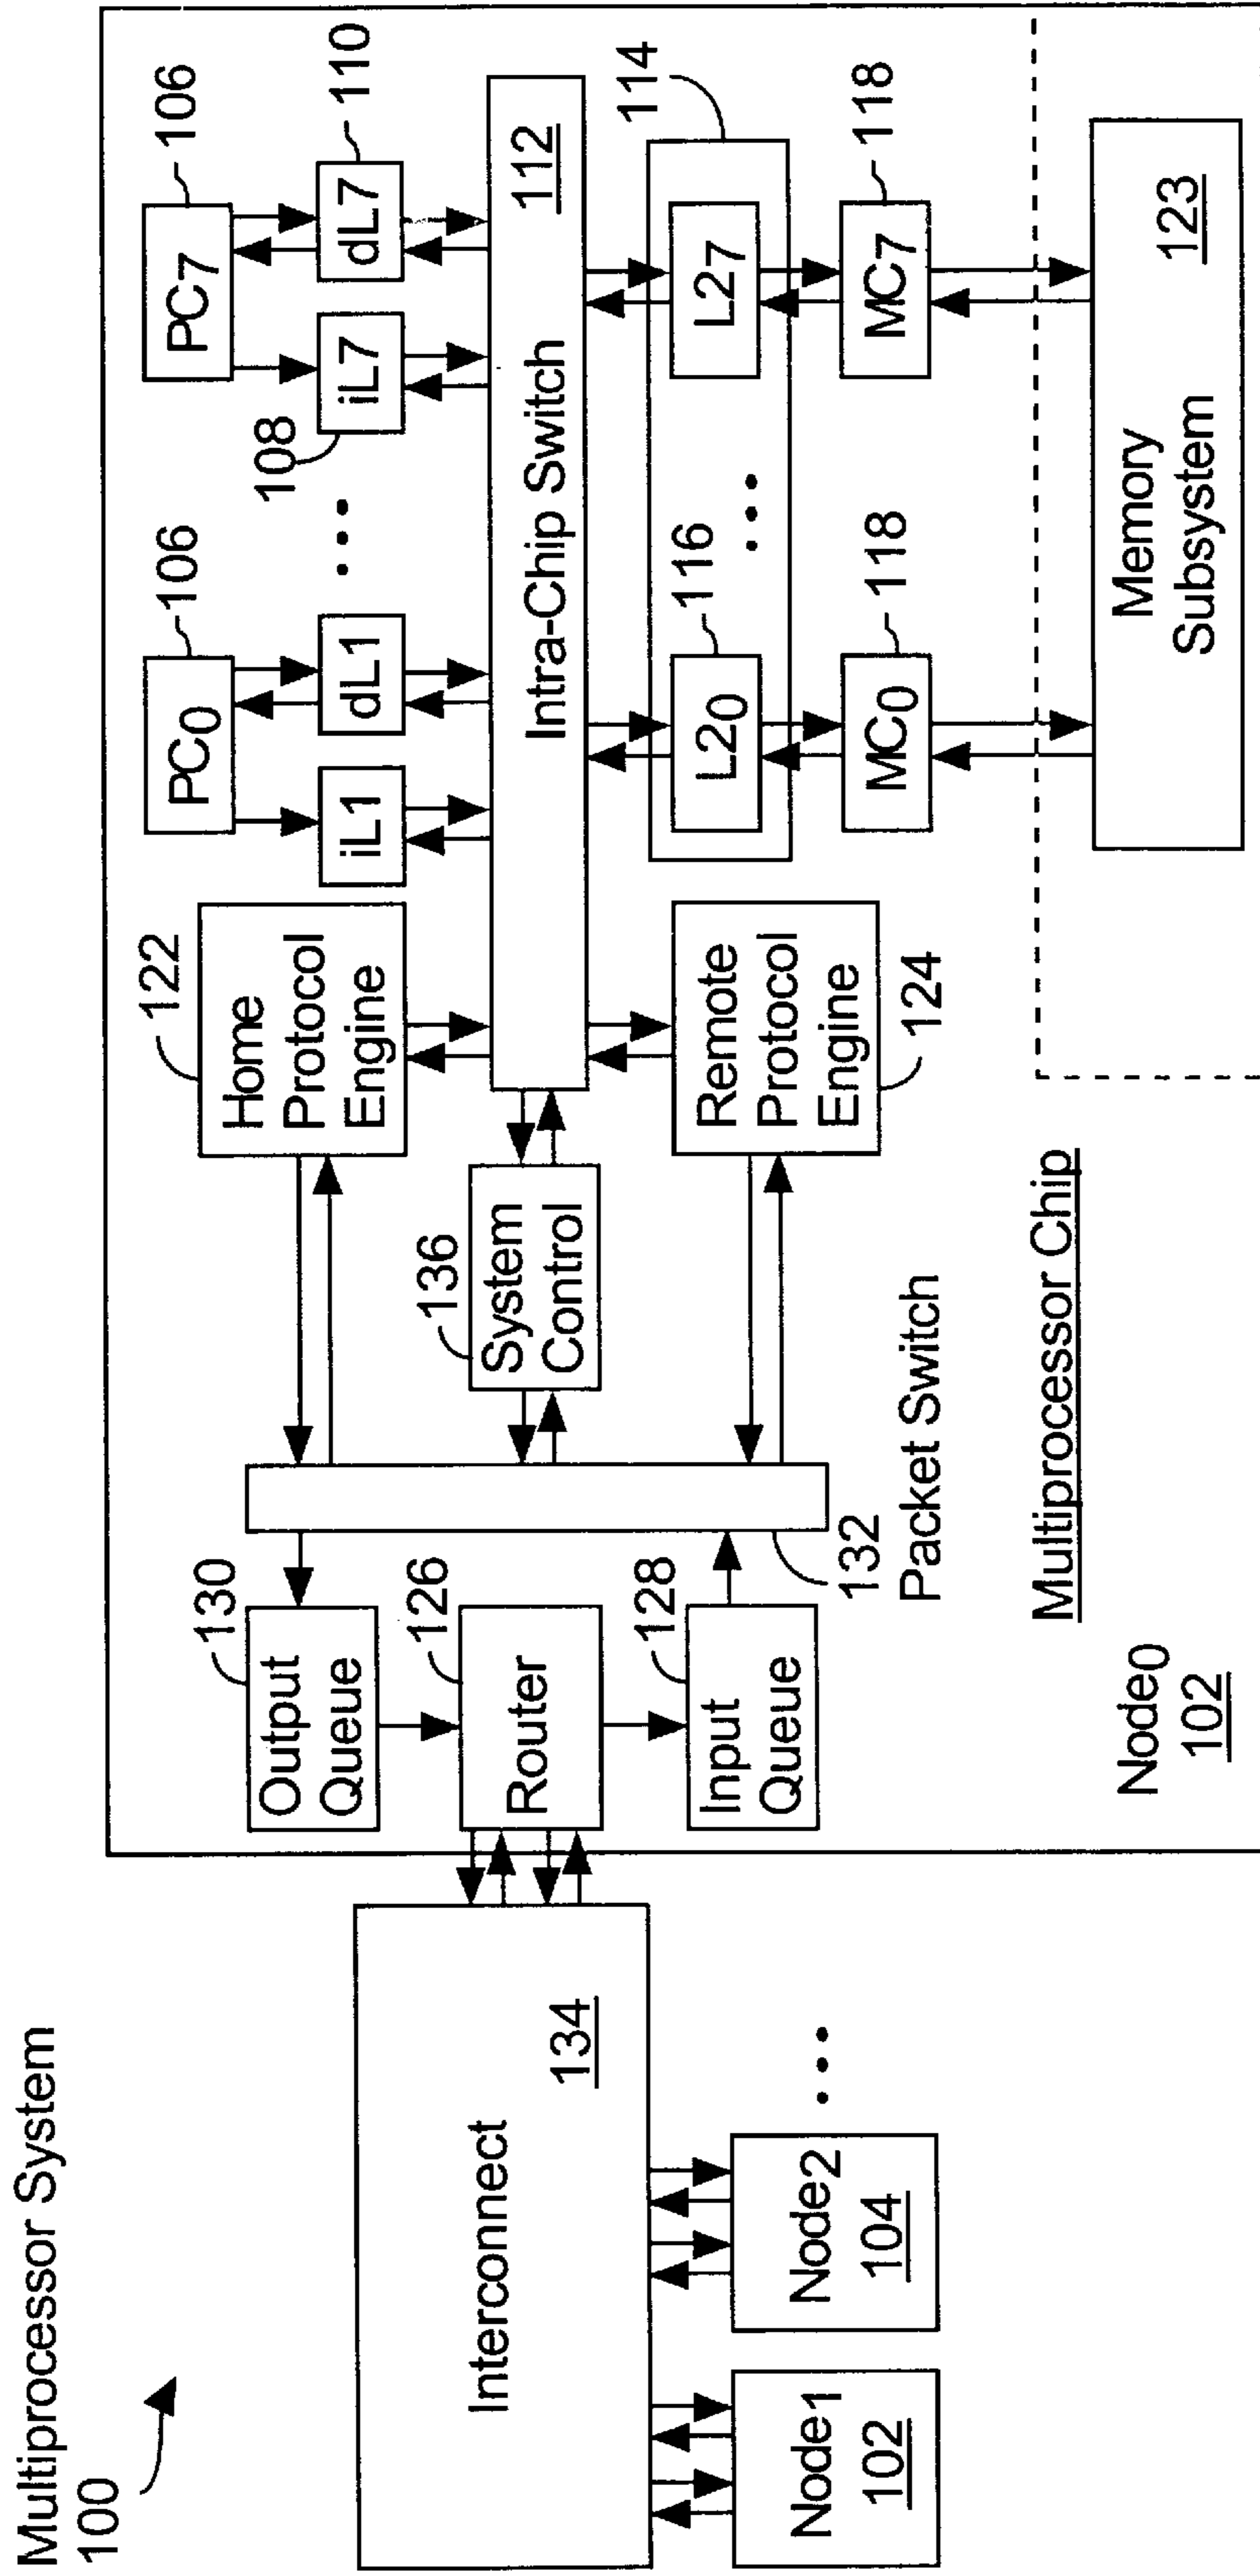 Multiprocessor System
100
Interconnect
134
Node1
102
Node2
104
• • •
Output
Queue
130
Router
126
Input
Queue
128
132
Packet Switch
System
Control
136
Home
Protocol
Engine
122
Remote
Protocol
Engine
124
PC0
106
iL1
dL1
• • •
PC7
106
iL7
108
dL7
110
Intra-Chip Switch
112
114
L20
116
• • •
L27
MC0
118
MC7
118
Memory
Subsystem
123
Multiprocessor Chip
Node0
102